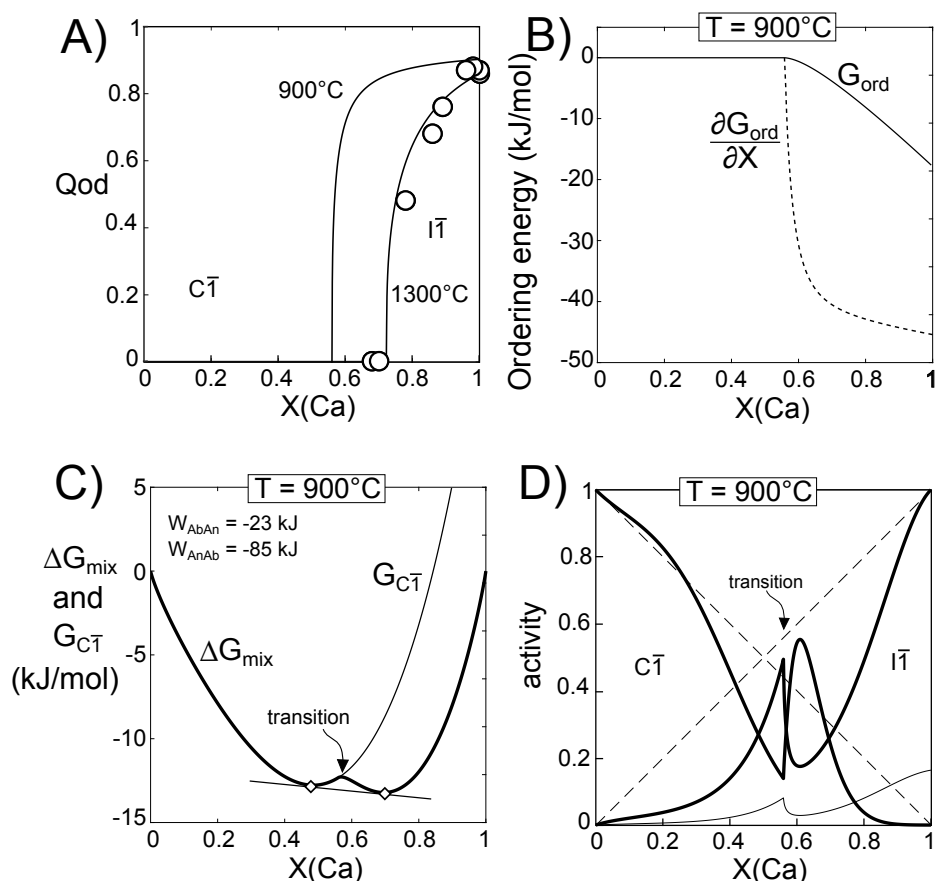 A)
1
0.8
0.6
Qod
0.4
0.2
0
900°C
1300°C
C1̅
I1̅
0 0.2 0.4 0.6 0.8 1
X(Ca)
B)
T = 900°C
0
-10
-20
-30
-40
-50
Ordering energy (kJ/mol)
G_ord
∂G_ord
∂X
0 0.2 0.4 0.6 0.8 1
X(Ca)
C)
T = 900°C
5
0
-5
-10
-15
W_AbAn = -23 kJ
W_AnAb = -85 kJ
ΔG_mix
and
G_C1̅
(kJ/mol)
G_C1̅
ΔG_mix
transition
0 0.2 0.4 0.6 0.8 1
X(Ca)
D)
T = 900°C
1
0.8
0.6
0.4
0.2
0
activity
transition
C1̅
I1̅
0 0.2 0.4 0.6 0.8 1
X(Ca)